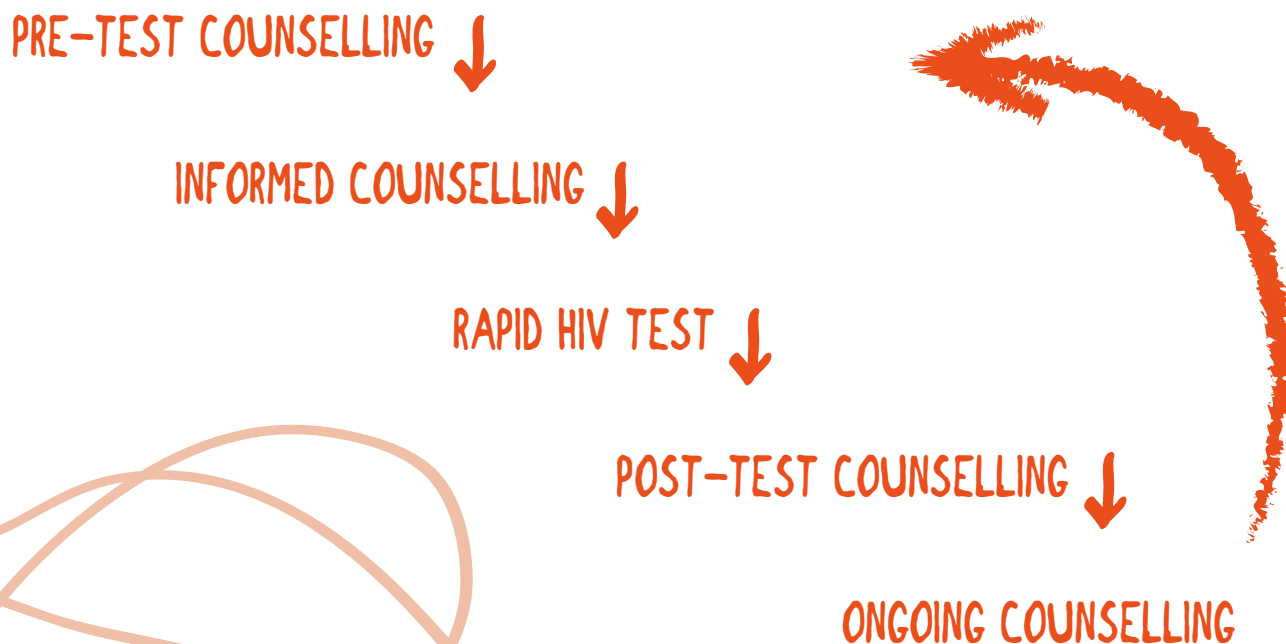 PRE-TEST COUNSELLING
INFORMED COUNSELLING
RAPID HIV TEST
POST-TEST COUNSELLING
ONGOING COUNSELLING